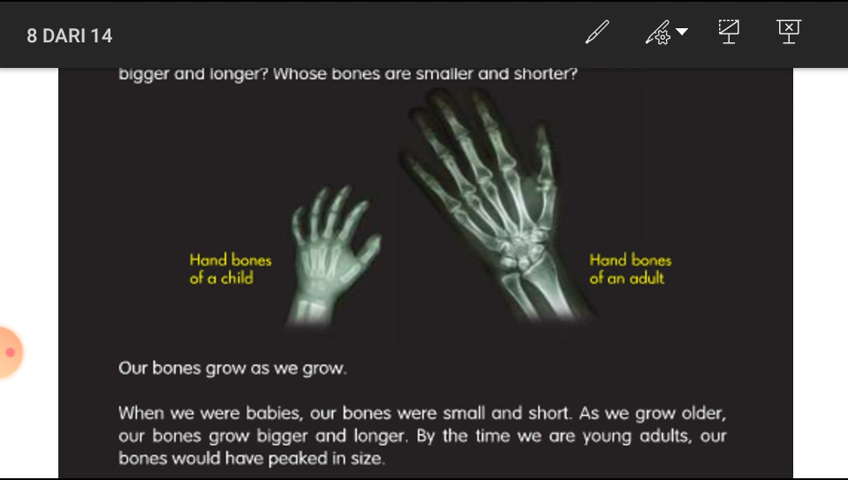 8 DARI 14
bigger and longer? Whose bones are smaller and shorter?
Hand bones
of a child
Hand bones
of an adult
Our bones grow as we grow.
When we were babies, our bones were small and short. As we grow older,
our bones grow bigger and longer. By the time we are young adults, our
bones would have peaked in size.